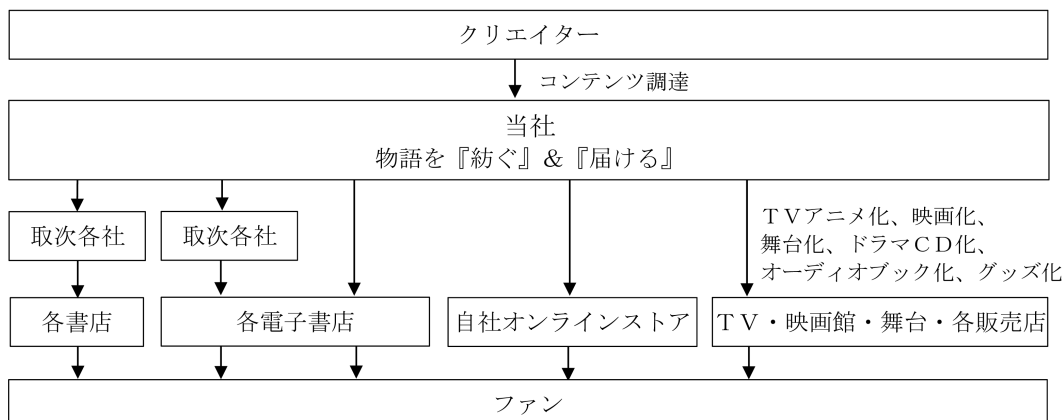 クリエイター
コンテンツ調達
当社
物語を『紡ぐ』&『届ける』
取次各社
取次各社
TVアニメ化、映画化、
舞台化、ドラマCD化、
オーディオブック化、グッズ化
各書店
各電子書店
自社オンラインストア
TV・映画館・舞台・各販売店
ファン